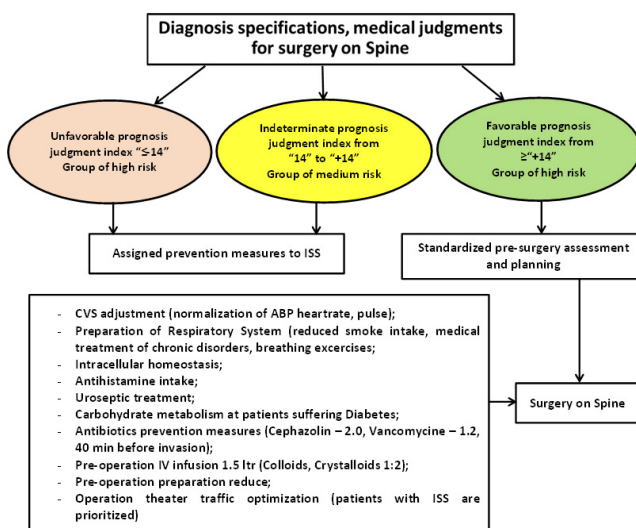 Diagnosis specifications, medical judgments
for surgery on Spine
Unfavorable prognosis
judgment index “≤-14”
Group of high risk
Indeterminate prognosis
judgment index from
“14” to “+14”
Group of medium risk
Favorable prognosis
judgment index from
≥“+14”
Group of high risk
Assigned prevention measures to ISS
Standardized pre-surgery assessment
and planning
- CVS adjustment (normalization of ABP heartrate, pulse);
- Preparation of Respiratory System (reduced smoke intake, medical
treatment of chronic disorders, breathing excercises;
- Intracellular homeostasis;
- Antihistamine intake;
- Uroseptic treatment;
- Carbohydrate metabolism at patients suffering Diabetes;
- Antibiotics prevention measures (Cephazolin – 2.0, Vancomycine – 1.2,
40 min before invasion);
- Pre-operation IV infusion 1.5 ltr (Colloids, Crystalloids 1:2);
- Pre-operation preparation reduce;
- Operation theater traffic optimization (patients with ISS are
prioritized)
Surgery on Spine